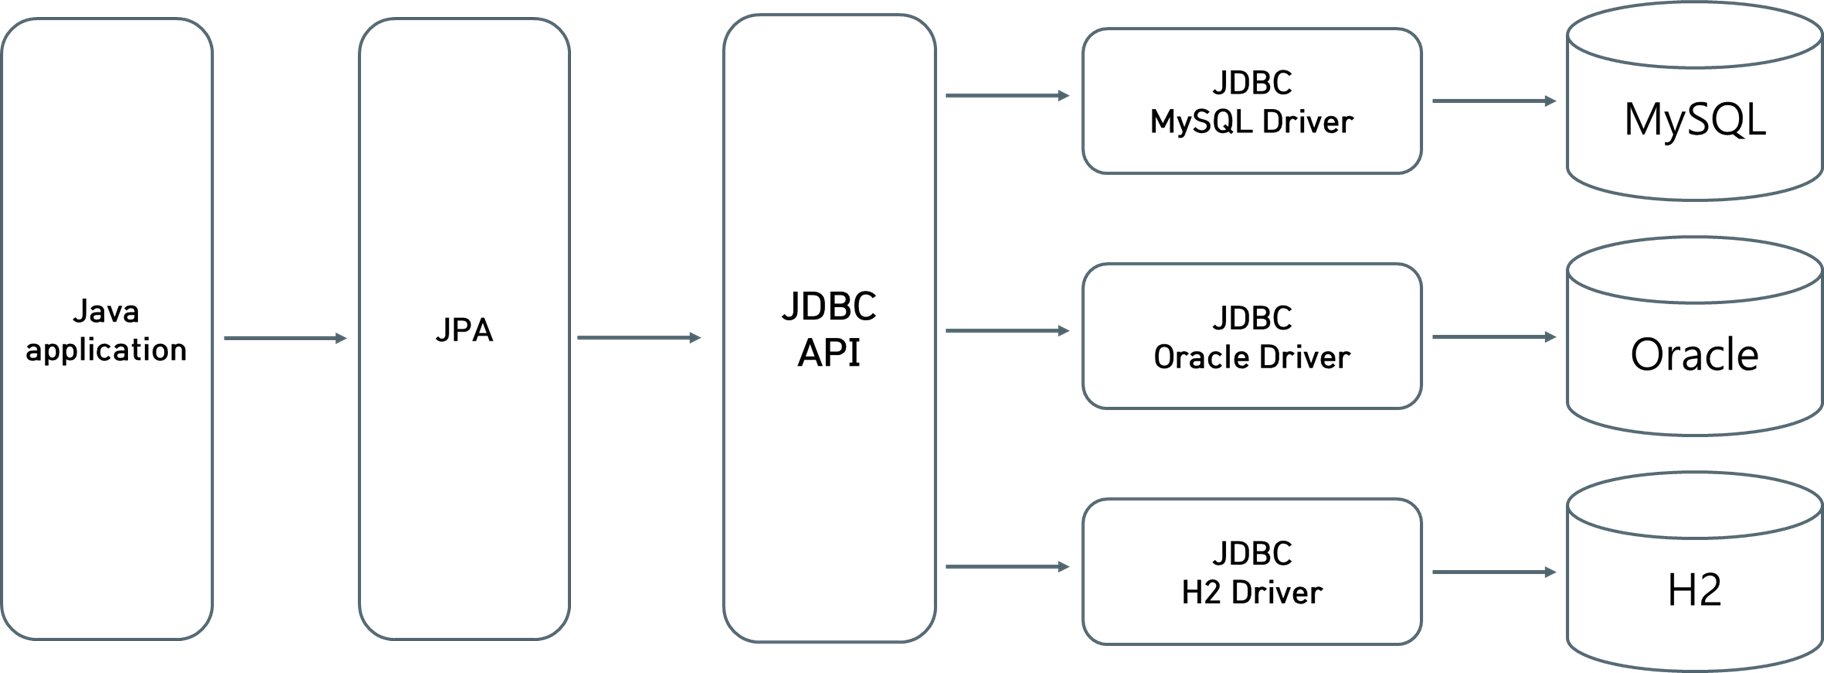 Java
application
JPA
JDBC
API
JDBC
MySQL Driver
MySQL
JDBC
Oracle Driver
Oracle
JDBC
H2 Driver
H2